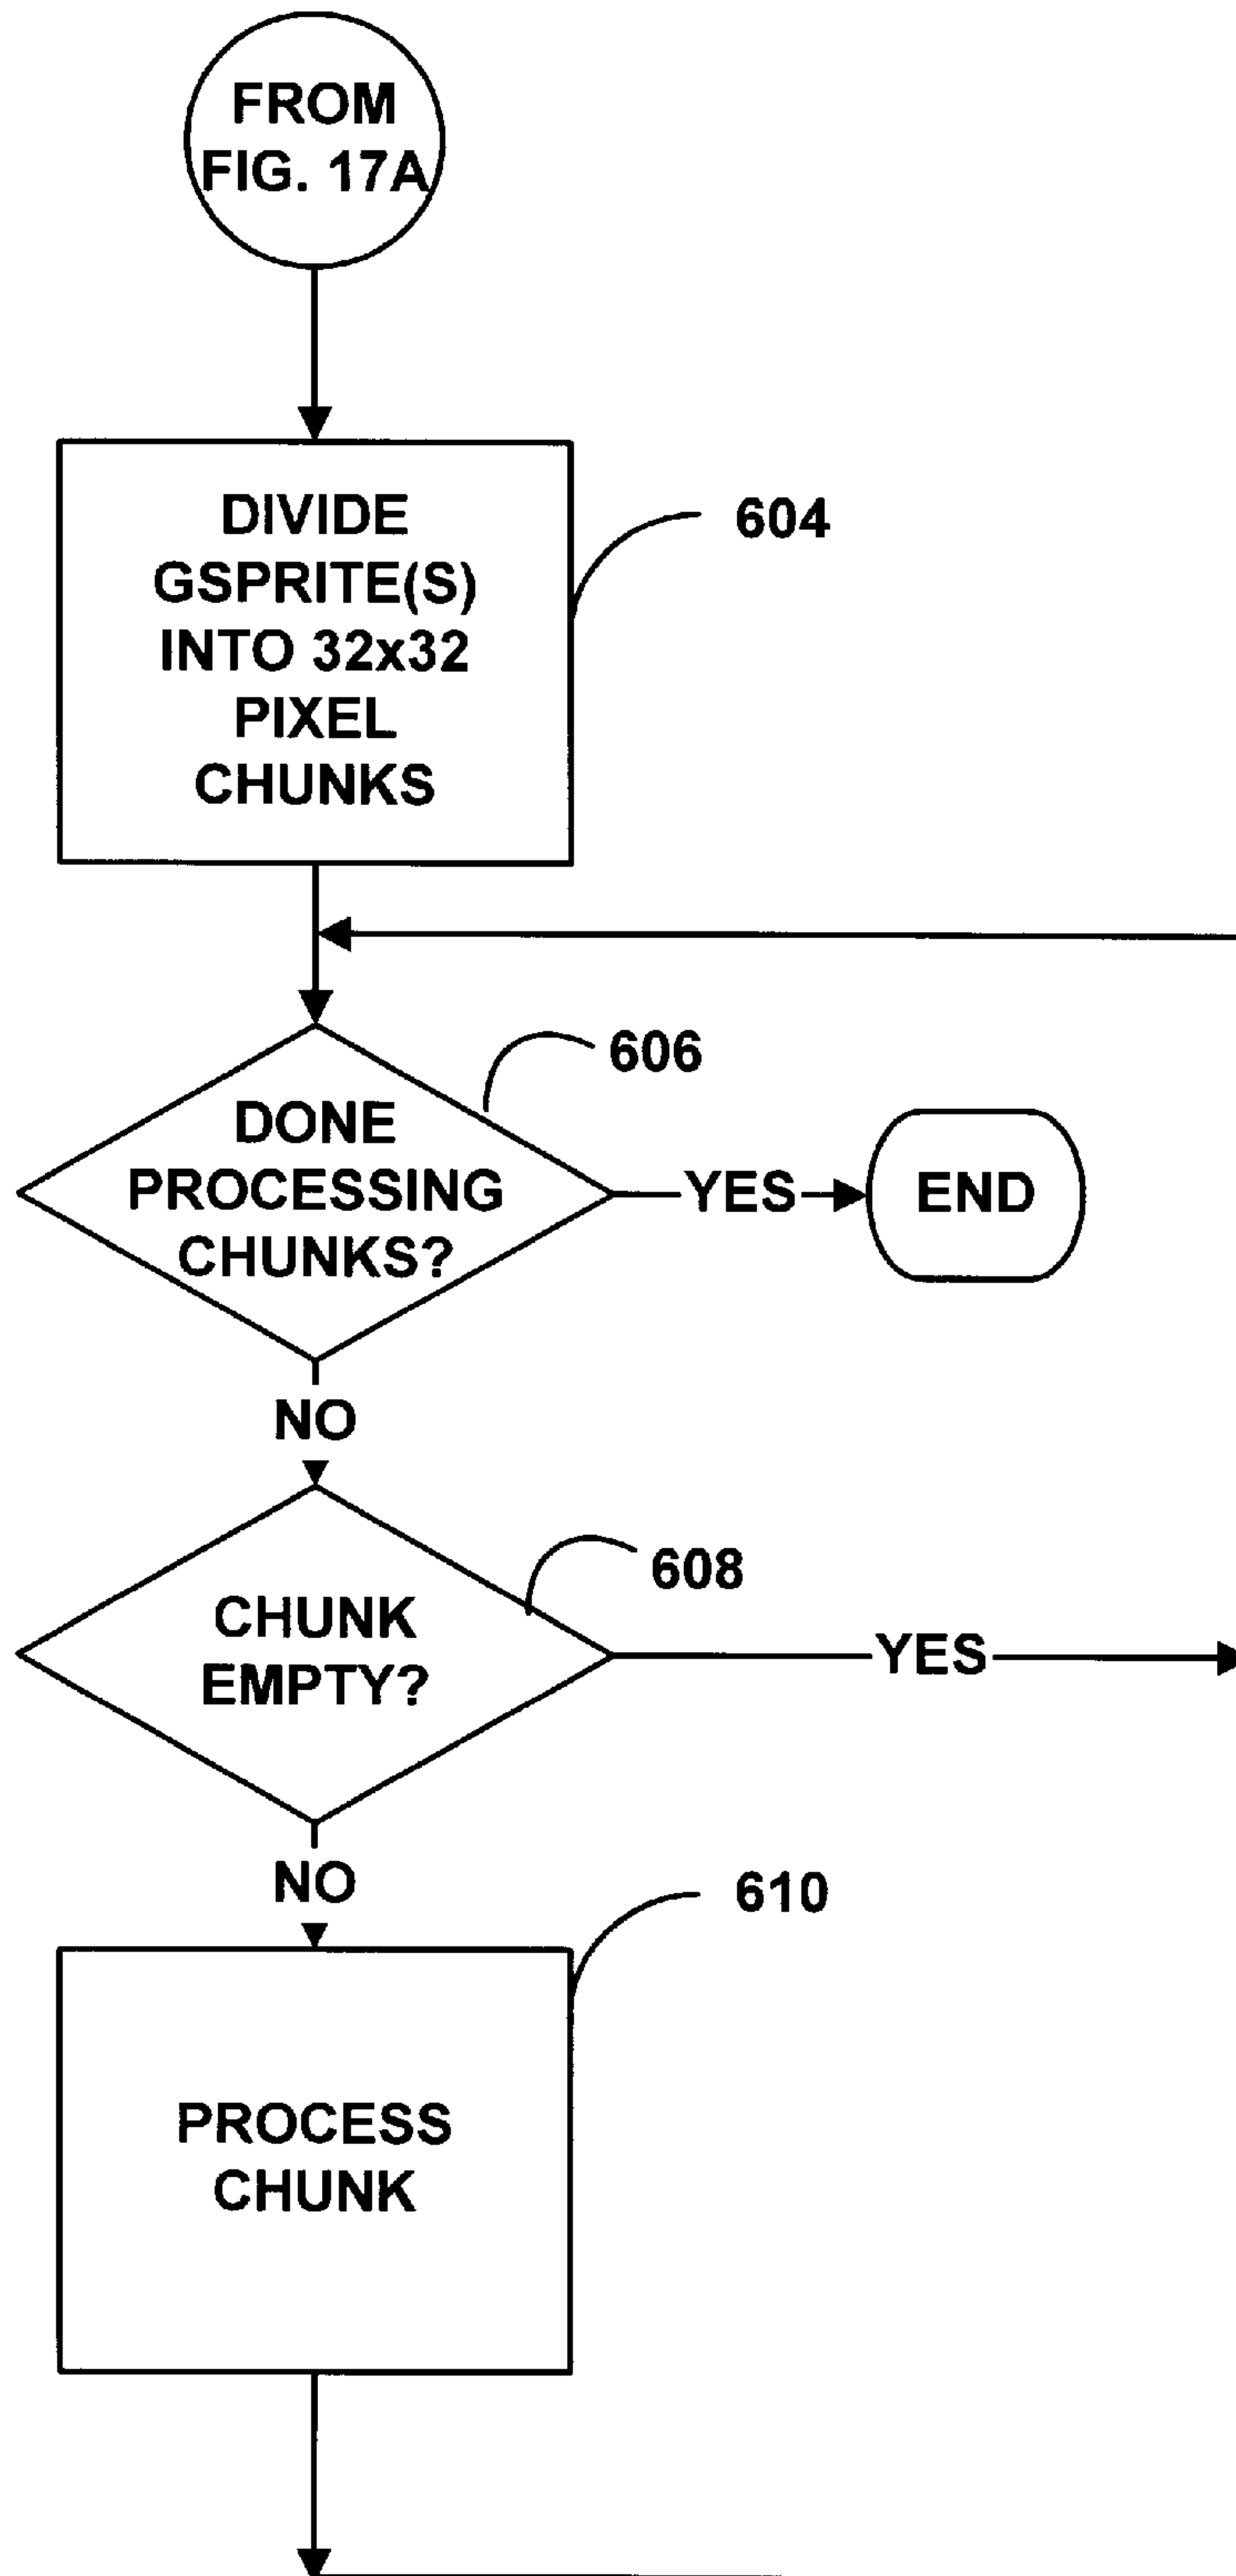 FROM
FIG. 17A
DIVIDE
GSPRITE(S)
INTO 32x32
PIXEL
CHUNKS
604
606
DONE
PROCESSING
CHUNKS?
YES
END
NO
608
CHUNK
EMPTY?
YES
NO
610
PROCESS
CHUNK